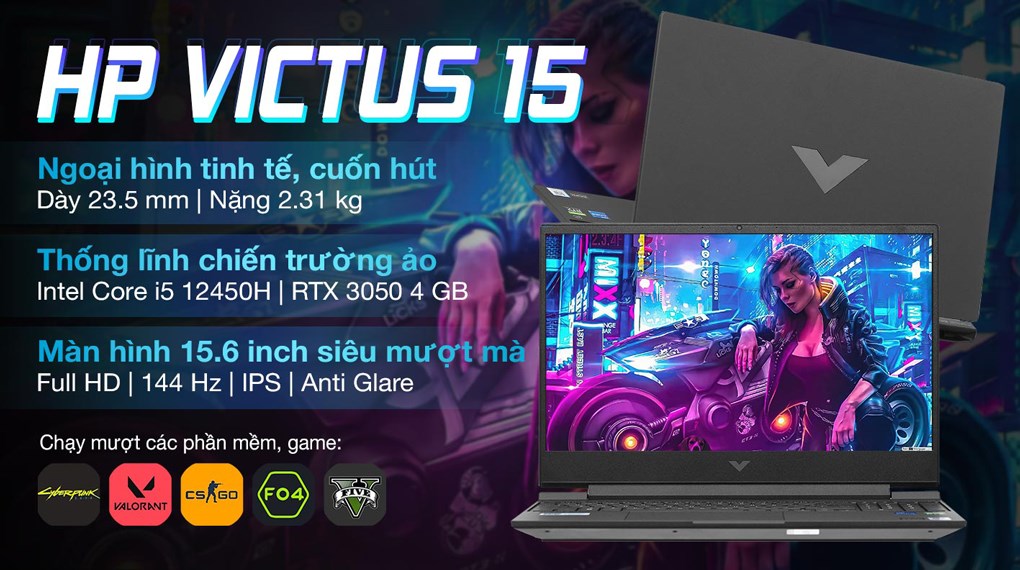 HP VICTUS 15
Ngoại hình tinh tế, cuốn hút
Dày 23.5 mm | Nặng 2.31 kg
Thống lĩnh chiến trường ảo
Intel Core i5 12450H | RTX 3050 4 GB
Màn hình 15.6 inch siêu mượt mà
Full HD | 144 Hz | IPS | Anti Glare
Chạy mượt các phần mềm, game:
Cyberpunk
VALORANT
CS GO
FO4
V
FIVE
MIXX